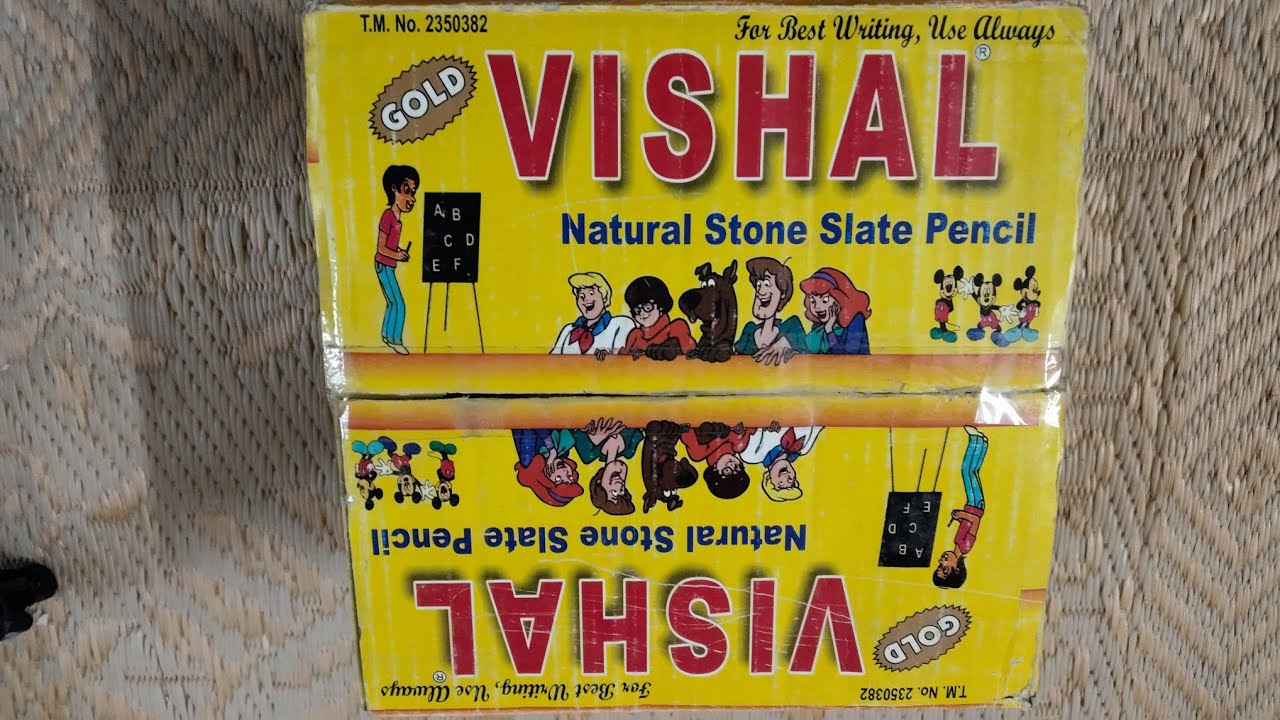 T.M. No. 2350382
For Best Writing, Use Always
GOLD
VISHAL®
A B
C D
E F
Natural Stone Slate Pencil
Natural Stone Slate Pencil
A B
C D
E F
VISHAL®
GOLD
For Best Writing, Use Always
T.M. No. 2350382